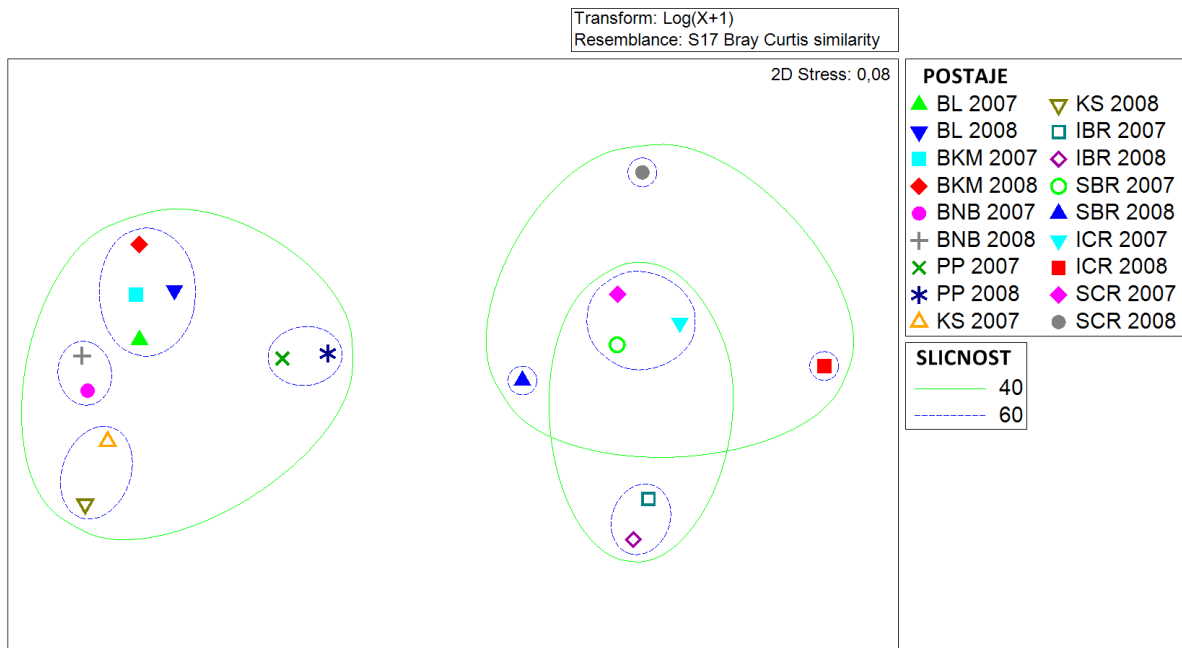 Transform: Log(X+1)
Resemblance: S17 Bray Curtis similarity
2D Stress: 0,08
POSTAJE
BL 2007
BL 2008
BKM 2007
BKM 2008
BNB 2007
BNB 2008
PP 2007
PP 2008
KS 2007
KS 2008
IBR 2007
IBR 2008
SBR 2007
SBR 2008
ICR 2007
ICR 2008
SCR 2007
SCR 2008
SLICNOST
40
60